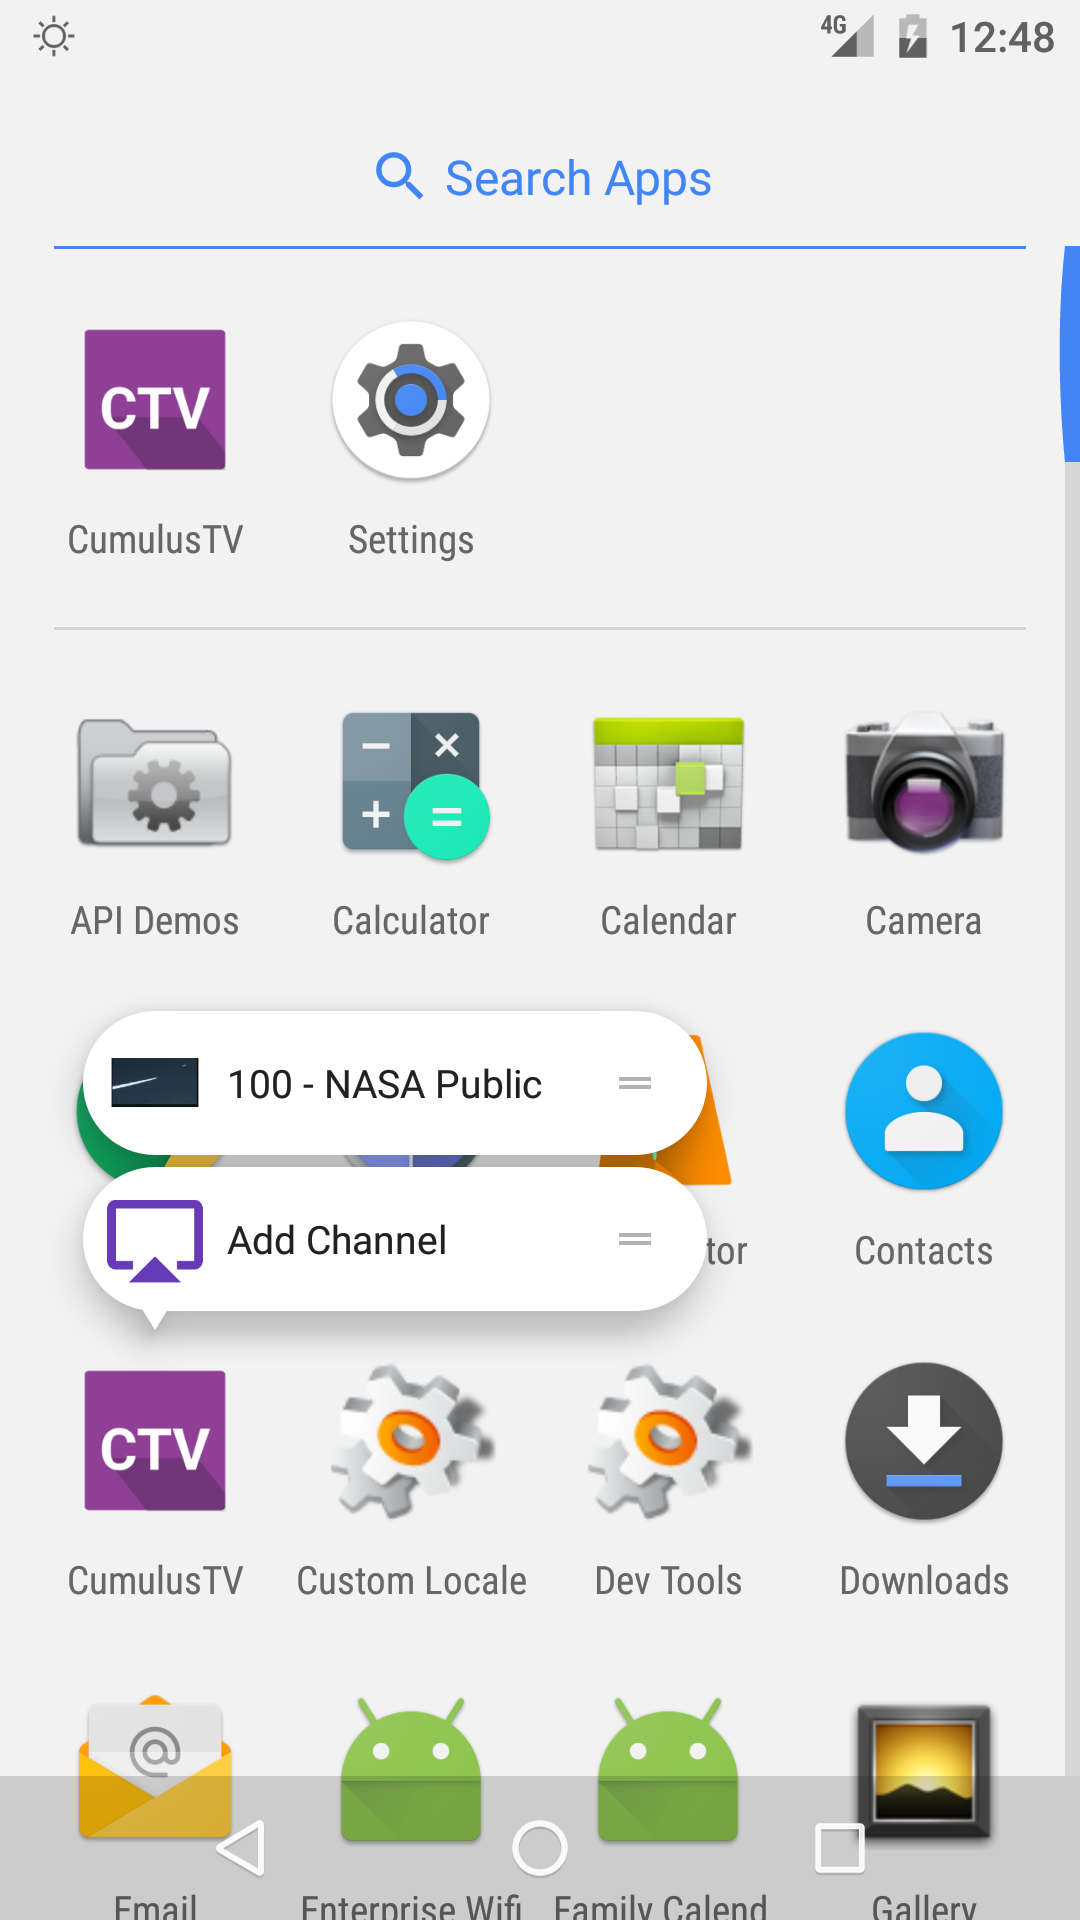 4G 12:48
Search Apps
CTV
CumulusTV Settings
API Demos Calculator Calendar Camera
100 - NASA Public
Add Channel
tor Contacts
CTV
CumulusTV Custom Locale Dev Tools Downloads
@
Email Enterprise Wifi Family Calend Gallery